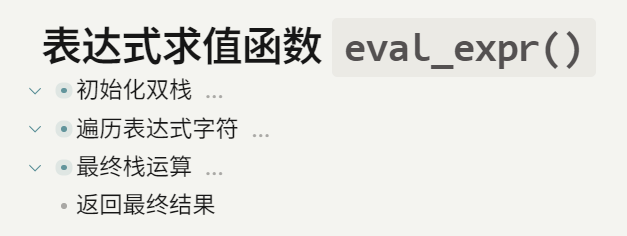 表达式求值函数 eval_expr()
初始化双栈 ...
遍历表达式字符 ...
最终栈运算 ...
返回最终结果